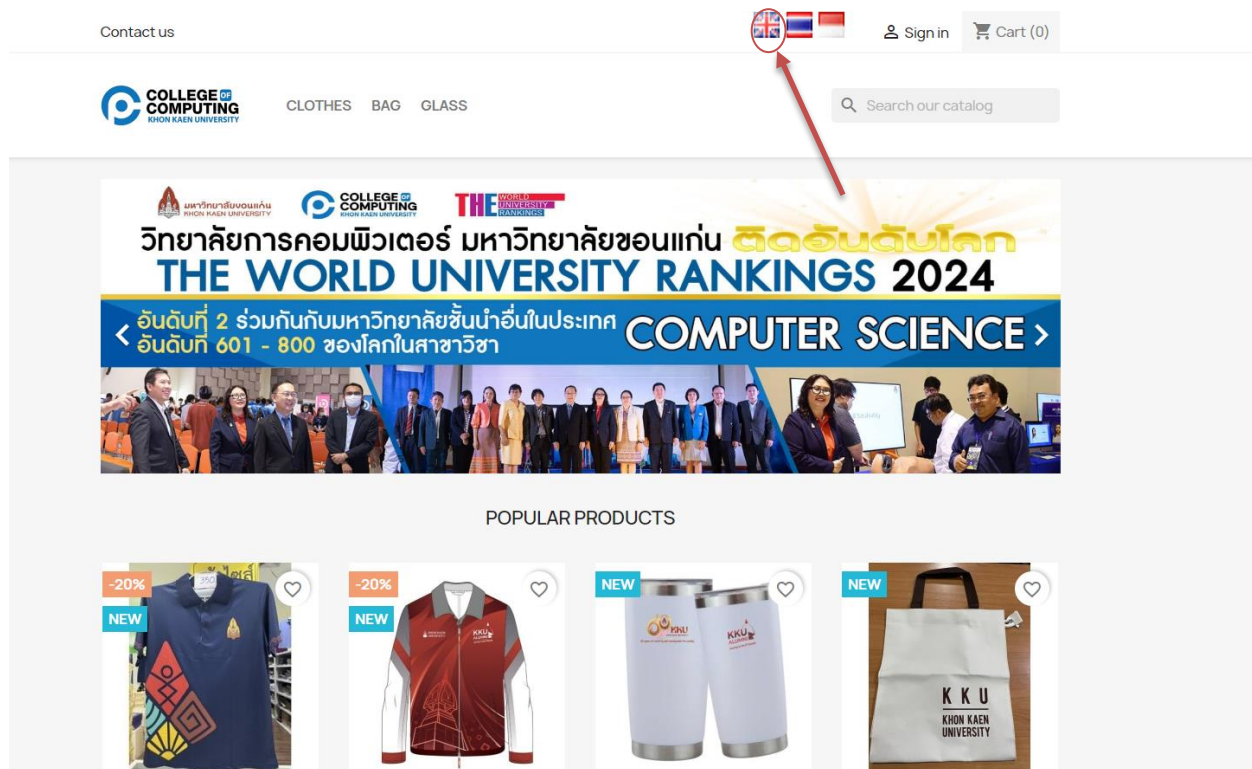 Contact us
Sign in
Cart (0)
COLLEGE OF
COMPUTING
KHON KAEN UNIVERSITY
CLOTHES BAG GLASS
Search our catalog
มหาวิทยาลัยขอนแก่น
KHON KAEN UNIVERSITY
COLLEGE OF
COMPUTING
KHON KAEN UNIVERSITY
THE WORLD
UNIVERSITY
RANKINGS
วิทยาลัยการคอมพิวเตอร์ มหาวิทยาลัยขอนแก่น ติดอันดับโลก
THE WORLD UNIVERSITY RANKINGS 2024
อันดับที่ 2 ร่วมกันกับมหาวิทยาลัยชั้นนำอื่นในประเทศ
อันดับที่ 601 - 800 ของโลกในสาขาวิชา
COMPUTER SCIENCE
POPULAR PRODUCTS
-20%
NEW
350
-20%
NEW
KKU
ALUMNI
NEW
KKU
KKU
ALUMNI
NEW
K K U
KHON KAEN
UNIVERSITY